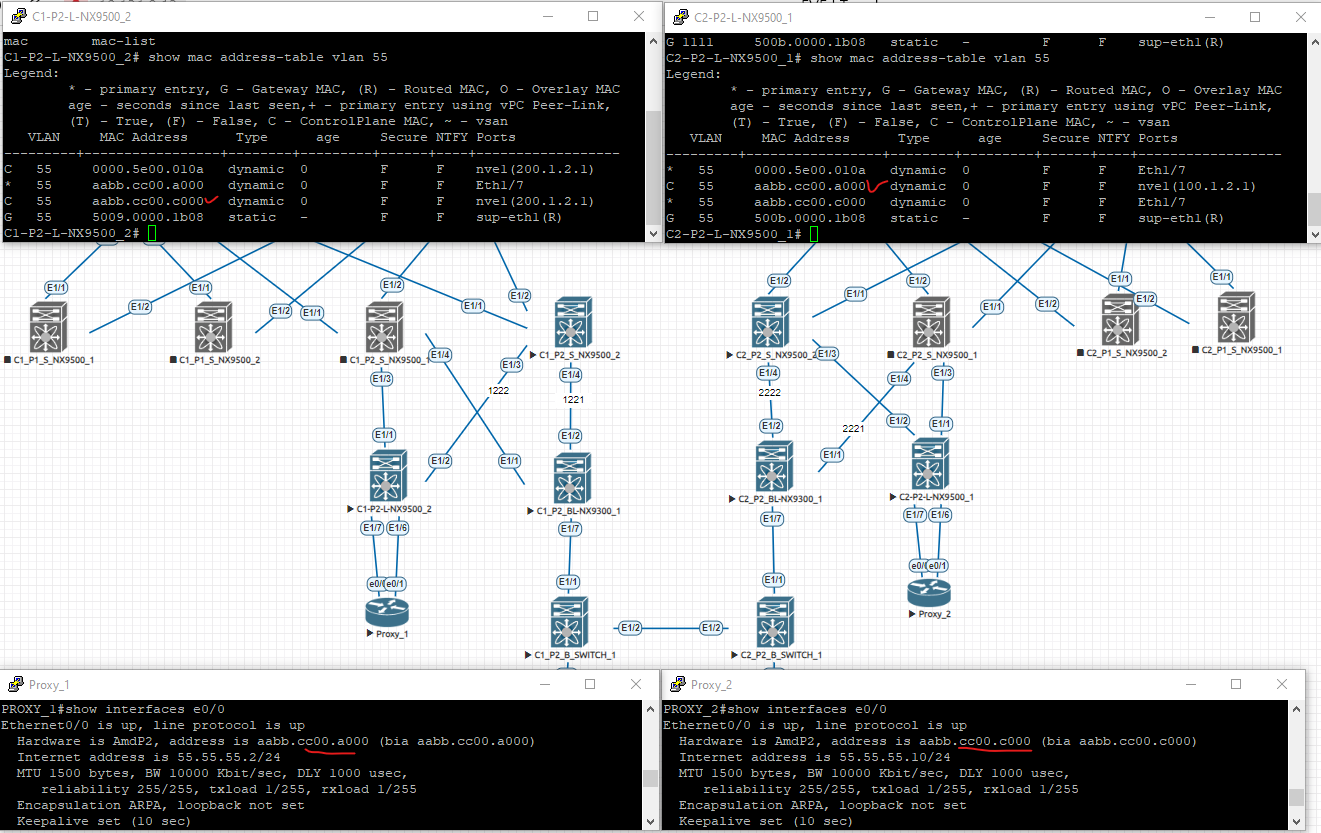 C1-P2-L-NX9500_2
mac        mac-list
C1-P2-L-NX9500_2# show mac address-table vlan 55
Legend:
* - primary entry, G - Gateway MAC, (R) - Routed MAC, O - Overlay MAC
age - seconds since last seen,+ - primary entry using vPC Peer-Link,
(T) - True, (F) - False, C - ControlPlane MAC, ~ - vsan
VLAN     MAC Address      Type      age     Secure NTFY Ports
---------+-----------------+--------+---------+------+----+------------------
C   55     0000.5e00.010a   dynamic  0         F      F    nve1(200.1.2.1)
*   55     aabb.cc00.a000   dynamic  0         F      F    Eth1/7
C   55     aabb.cc00.c000   dynamic  0         F      F    nve1(200.1.2.1)
G   55     5009.0000.1b08   static   -         F      F    sup-eth1(R)
C1-P2-L-NX9500_2#
C2-P2-L-NX9500_1
G 1111     500b.0000.1b08   static   -         F      F    sup-eth1(R)
C2-P2-L-NX9500_1# show mac address-table vlan 55
Legend:
* - primary entry, G - Gateway MAC, (R) - Routed MAC, O - Overlay MAC
age - seconds since last seen,+ - primary entry using vPC Peer-Link,
(T) - True, (F) - False, C - ControlPlane MAC, ~ - vsan
VLAN     MAC Address      Type      age     Secure NTFY Ports
---------+-----------------+--------+---------+------+----+------------------
*   55     0000.5e00.010a   dynamic  0         F      F    Eth1/7
C   55     aabb.cc00.a000   dynamic  0         F      F    nve1(100.1.2.1)
*   55     aabb.cc00.c000   dynamic  0         F      F    Eth1/7
G   55     500b.0000.1b08   static   -         F      F    sup-eth1(R)
C2-P2-L-NX9500_1#
E1/1 E1/2 E1/1 E1/2 E1/1 E1/2 E1/1 E1/2
E1/2 E1/1 E1/2 E1/1 E1/2 E1/1 E1/2 E1/1
C1_P1_S_NX9500_1
C1_P1_S_NX9500_2
C1_P2_S_NX9500_1
C1_P2_S_NX9500_2
C2_P2_S_NX9500_2
C2_P2_S_NX9500_1
C2_P1_S_NX9500_2
C2_P1_S_NX9500_1
E1/3 E1/4 E1/3 E1/4 E1/4 E1/3 E1/4 E1/3
1222 1221 2222 2221
E1/1 E1/2 E1/1 E1/2 E1/2 E1/1 E1/2 E1/1
C1-P2-L-NX9500_2
C1_P2_BL-NX9300_1
C2_P2_BL-NX9300_1
C2-P2-L-NX9500_1
E1/7 E1/6 E1/7 E1/7 E1/7 E1/6
e0/1 E1/1 E1/1 e0/1
Proxy_1
Proxy_2
E1/2 E1/2
C1_P2_B_SWITCH_1
C2_P2_B_SWITCH_1
Proxy_1
PROXY_1#show interfaces e0/0
Ethernet0/0 is up, line protocol is up
Hardware is AmdP2, address is aabb.cc00.a000 (bia aabb.cc00.a000)
Internet address is 55.55.55.2/24
MTU 1500 bytes, BW 10000 Kbit/sec, DLY 1000 usec,
reliability 255/255, txload 1/255, rxload 1/255
Encapsulation ARPA, loopback not set
Keepalive set (10 sec)
Proxy_2
PROXY_2#show interfaces e0/0
Ethernet0/0 is up, line protocol is up
Hardware is AmdP2, address is aabb.cc00.c000 (bia aabb.cc00.c000)
Internet address is 55.55.55.10/24
MTU 1500 bytes, BW 10000 Kbit/sec, DLY 1000 usec,
reliability 255/255, txload 1/255, rxload 1/255
Encapsulation ARPA, loopback not set
Keepalive set (10 sec)